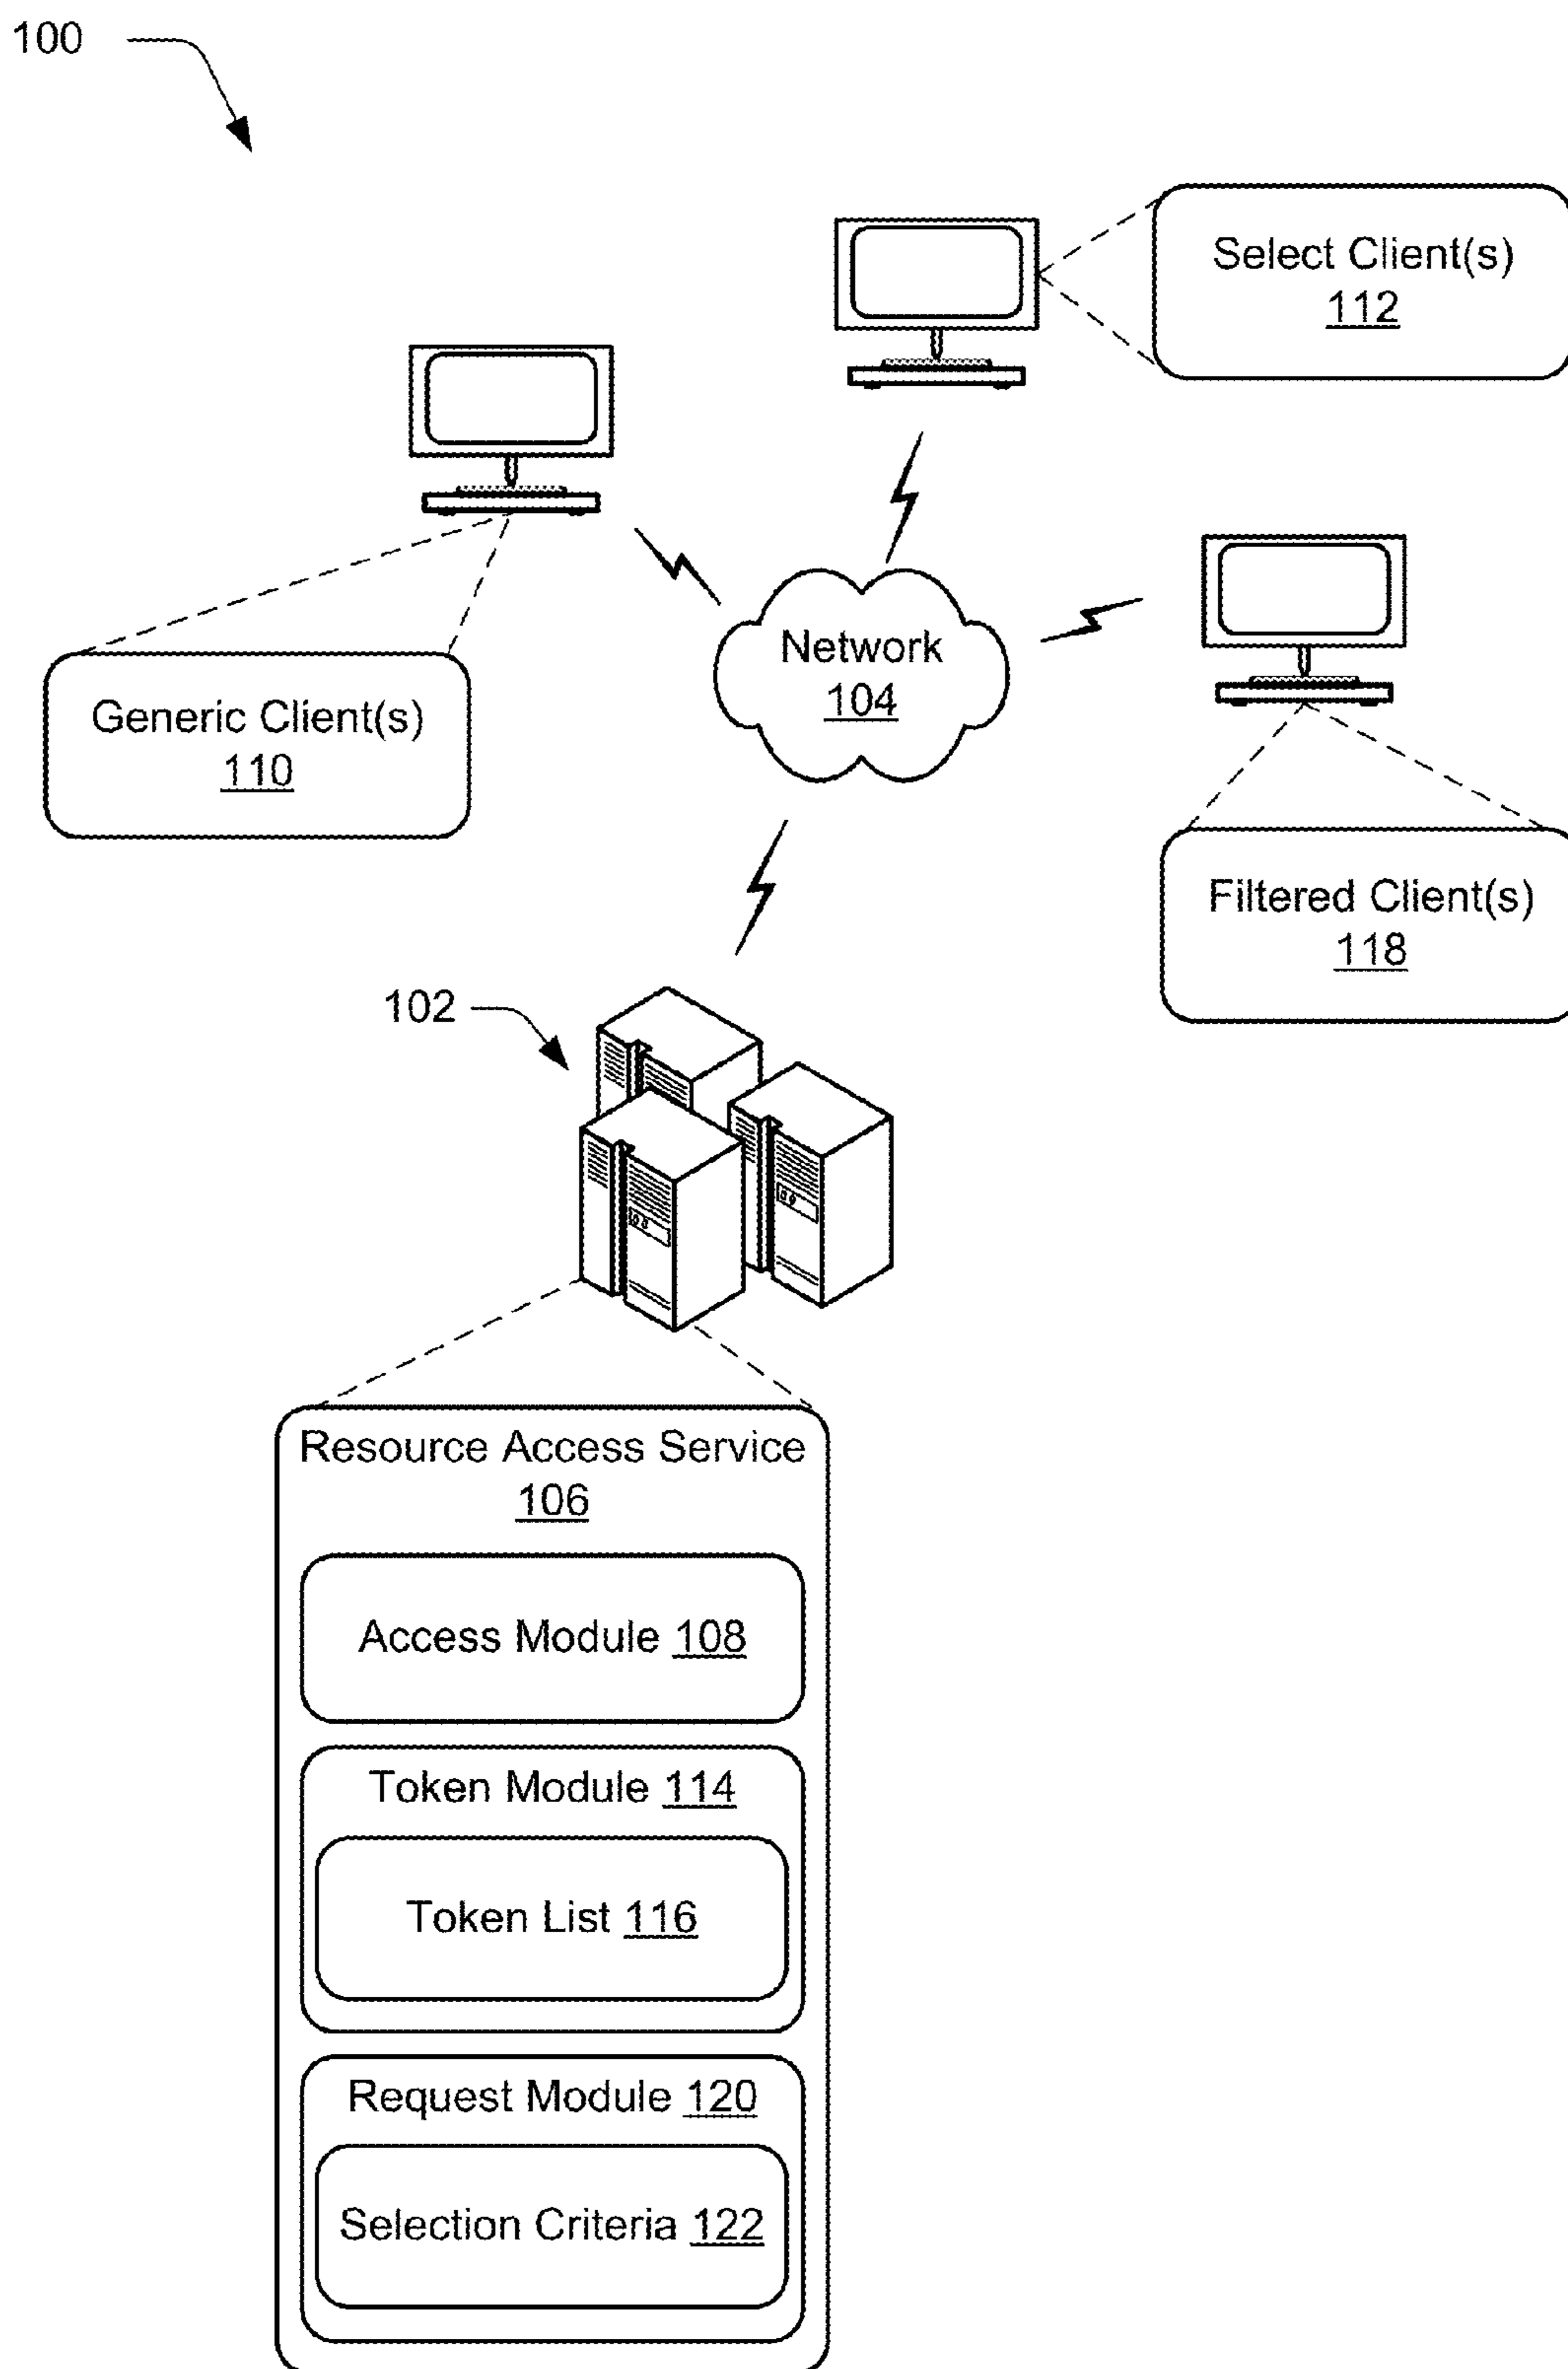 100
Select Client(s)
112
Network
104
Generic Client(s)
110
Filtered Client(s)
118
102
Resource Access Service
106
Access Module 108
Token Module 114
Token List 116
Request Module 120
Selection Criteria 122